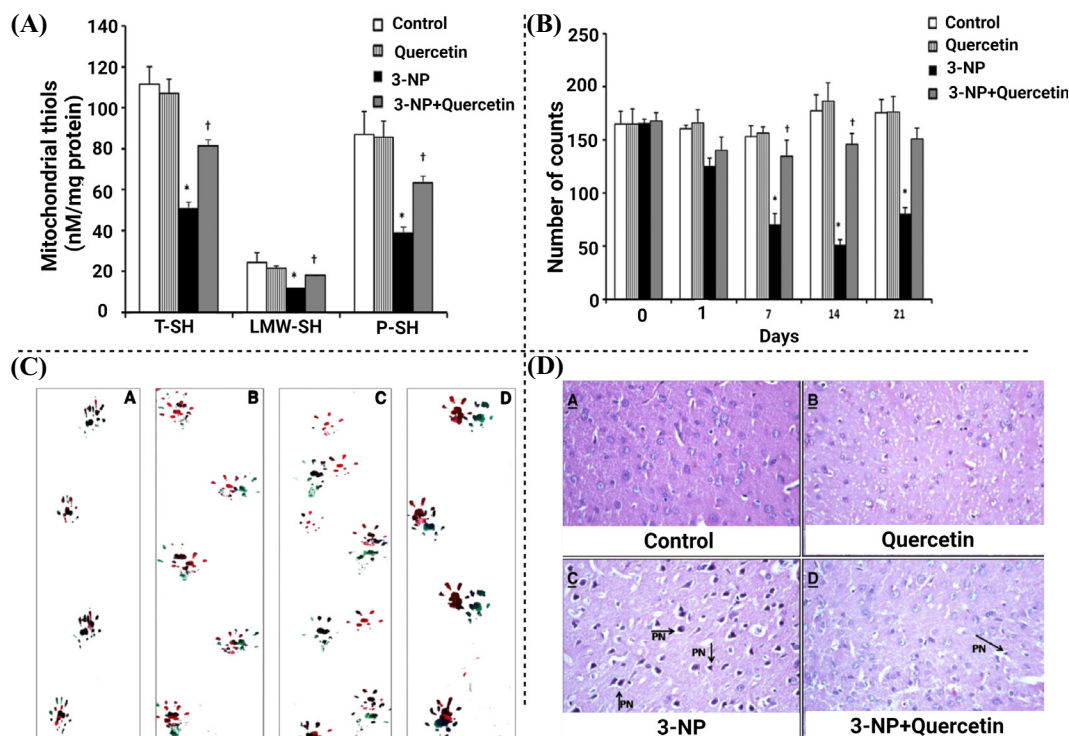 (A)
Mitochondrial thiols
(nM/mg protein)
140
120
100
80
60
40
20
0
Control
Quercetin
3-NP
3-NP+Quercetin
*
†
*
†
*
†
T-SH
LMW-SH
P-SH
(B)
Number of counts
250
200
150
100
50
0
Control
Quercetin
3-NP
3-NP+Quercetin
*
†
*
†
*
0
1
7
14
21
Days
(C)
A
B
C
D
(D)
A
Control
B
Quercetin
C
PN
PN
PN
3-NP
D
PN
3-NP+Quercetin